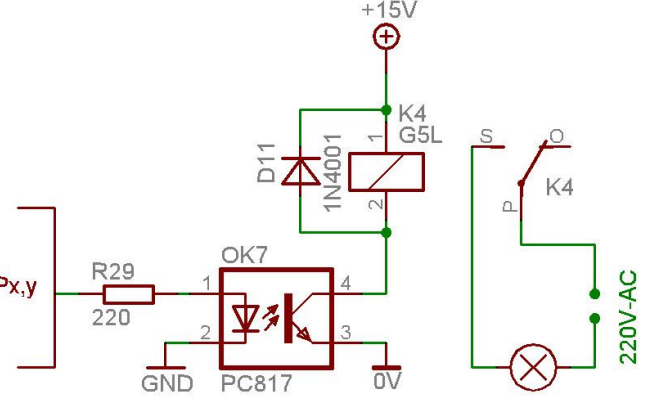 +15V
K4
G5L
1
2
D11
1N4001
S
O
P
K4
OK7
R29
1
4
Px,y
220
2
3
GND
PC817
0V
220V-AC